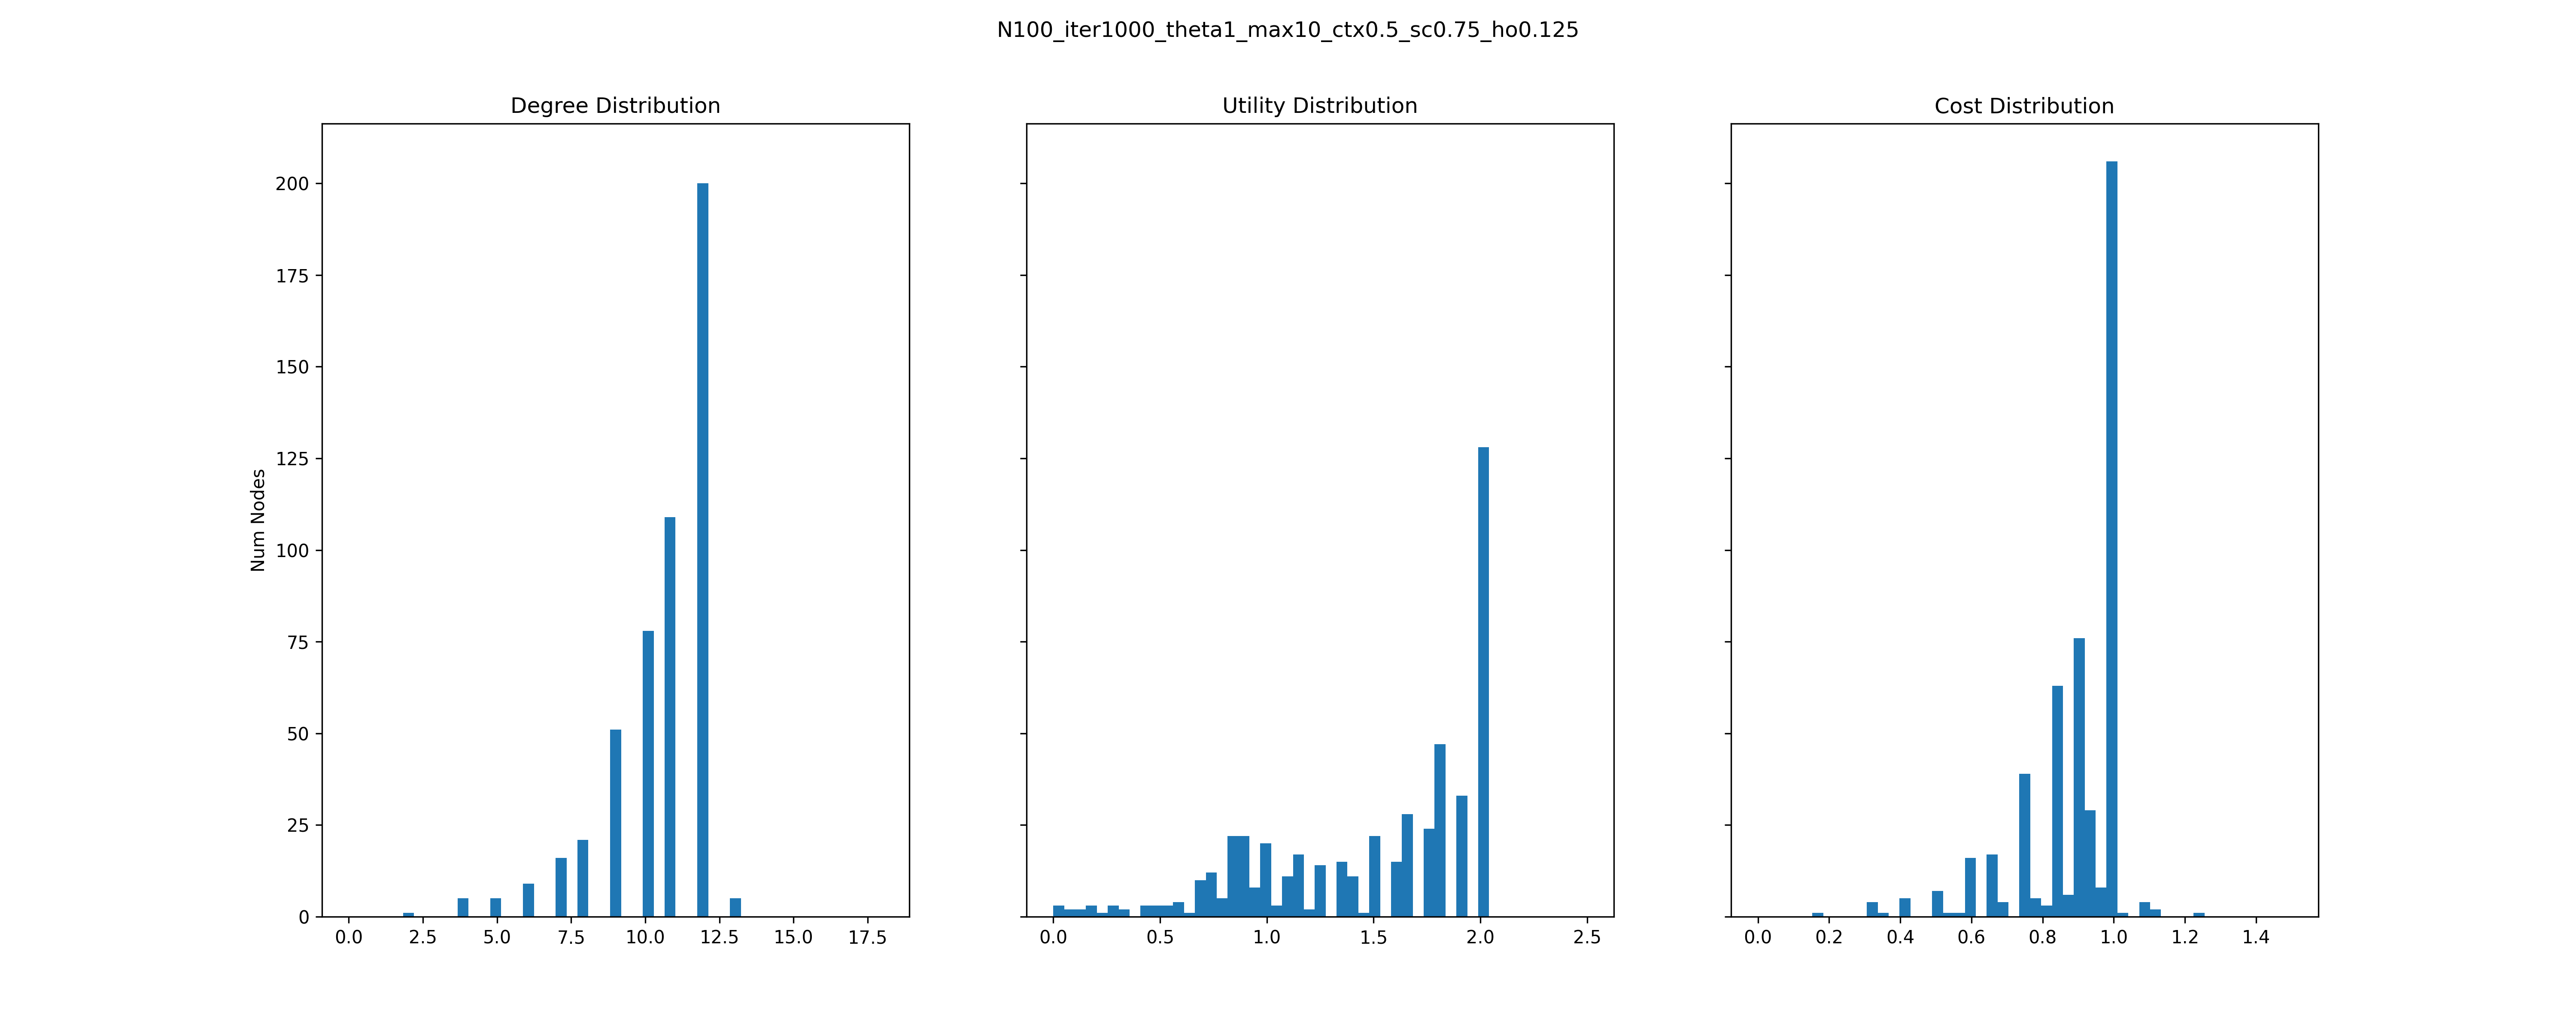 N100_iter1000_theta1_max10_ctx0.5_sc0.75_ho0.125
Degree Distribution
Utility Distribution
Cost Distribution
Num Nodes
200
175
150
125
100
75
50
25
0
0.0 2.5 5.0 7.5 10.0 12.5 15.0 17.5
0.0 0.5 1.0 1.5 2.0 2.5
0.0 0.2 0.4 0.6 0.8 1.0 1.2 1.4